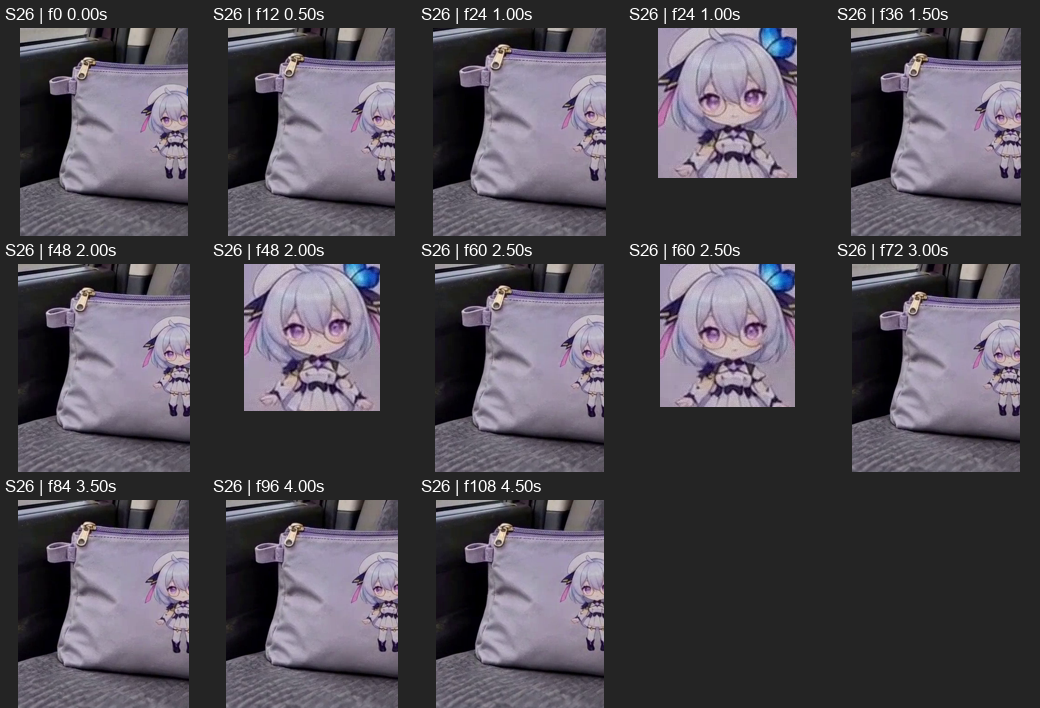 S26 | f0 0.00s
S26 | f12 0.50s
S26 | f24 1.00s
S26 | f24 1.00s
S26 | f36 1.50s
S26 | f48 2.00s
S26 | f48 2.00s
S26 | f60 2.50s
S26 | f60 2.50s
S26 | f72 3.00s
S26 | f84 3.50s
S26 | f96 4.00s
S26 | f108 4.50s